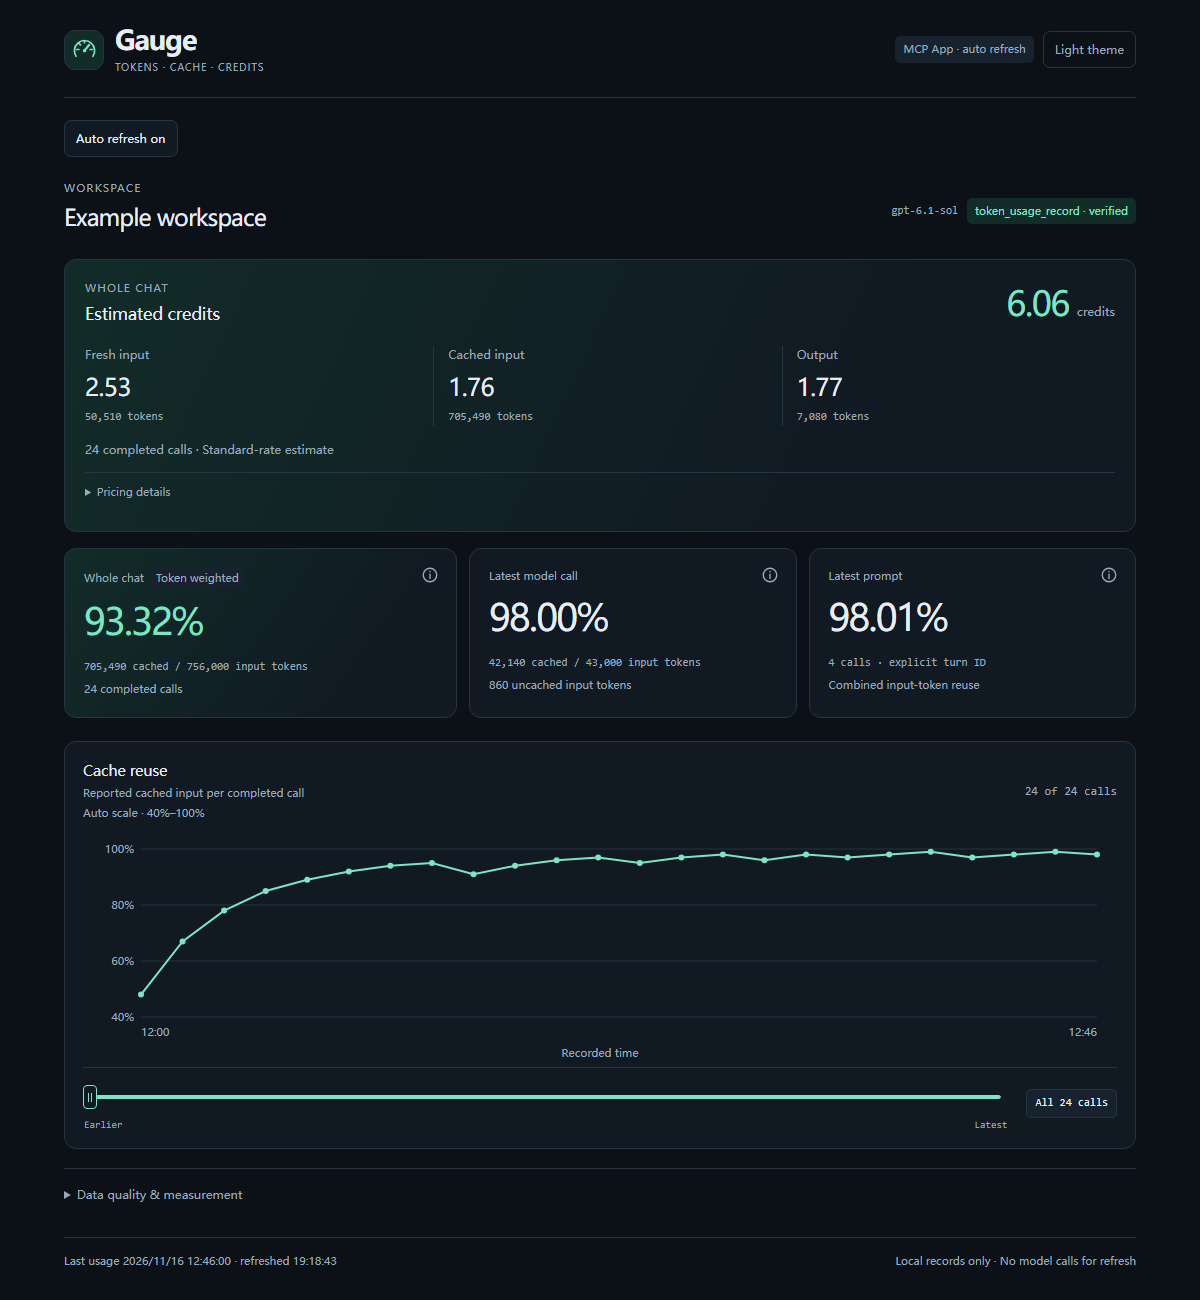 Gauge
TOKENS · CACHE · CREDITS
MCP App · auto refresh
Light theme
Auto refresh on
WORKSPACE
Example workspace
gpt-6.1-sol
token_usage_record · verified
WHOLE CHAT
Estimated credits
6.06 credits
Fresh input
2.53
50,510 tokens
Cached input
1.76
705,490 tokens
Output
1.77
7,080 tokens
24 completed calls · Standard-rate estimate
Pricing details
Whole chat Token weighted
93.32%
705,490 cached / 756,000 input tokens
24 completed calls
Latest model call
98.00%
42,140 cached / 43,000 input tokens
860 uncached input tokens
Latest prompt
98.01%
4 calls · explicit turn ID
Combined input-token reuse
Cache reuse
Reported cached input per completed call
Auto scale · 40%–100%
24 of 24 calls
100%
80%
60%
40%
12:00
12:46
Recorded time
All 24 calls
Earlier
Latest
Data quality & measurement
Last usage 2026/11/16 12:46:00 · refreshed 19:18:43
Local records only · No model calls for refresh